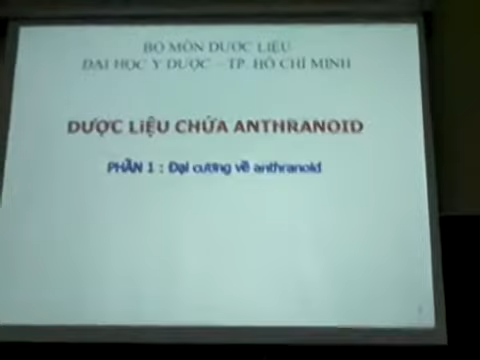 BỘ MÔN DƯỢC LIỆU
ĐẠI HỌC Y DƯỢC – TP. HỒ CHÍ MINH
DƯỢC LIỆU CHỨA ANTHRANOID
PHẦN 1 : Đại cương về anthranoid